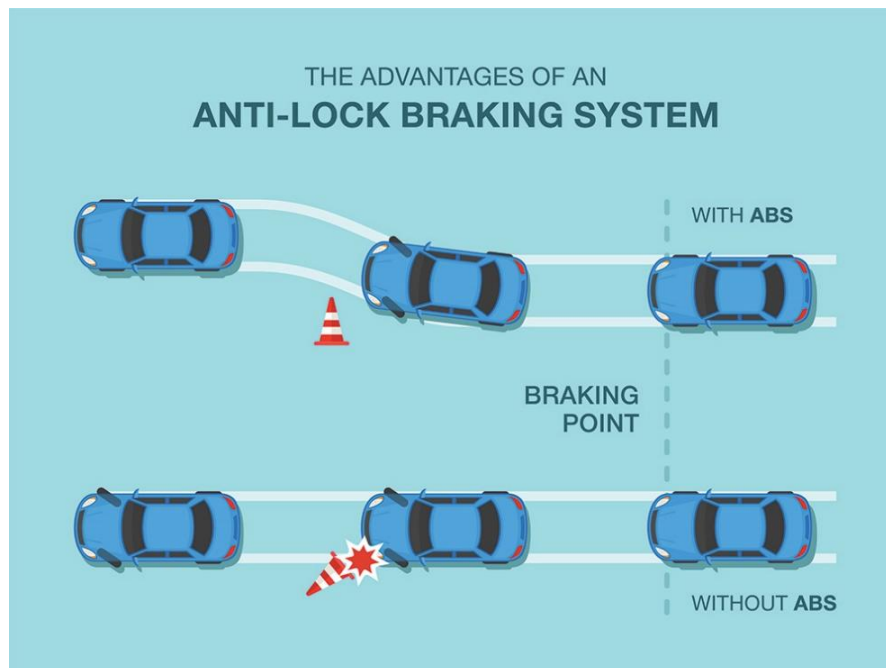 THE ADVANTAGES OF AN
ANTI-LOCK BRAKING SYSTEM
WITH ABS
BRAKING
POINT
WITHOUT ABS